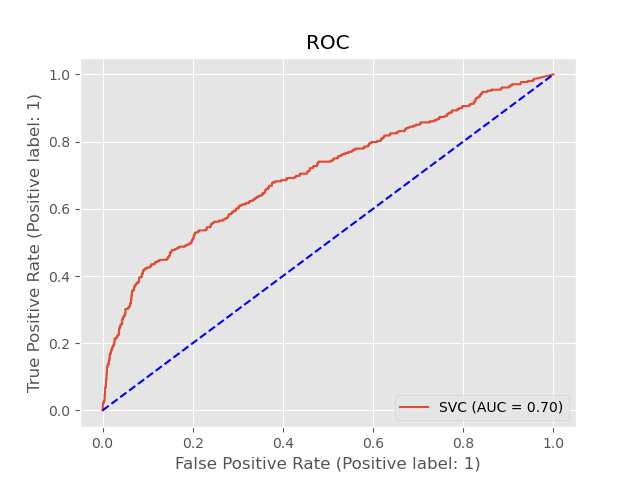 ROC
True Positive Rate (Positive label: 1)
1.0
0.8
0.6
0.4
0.2
0.0
SVC (AUC = 0.70)
0.0 0.2 0.4 0.6 0.8 1.0
False Positive Rate (Positive label: 1)